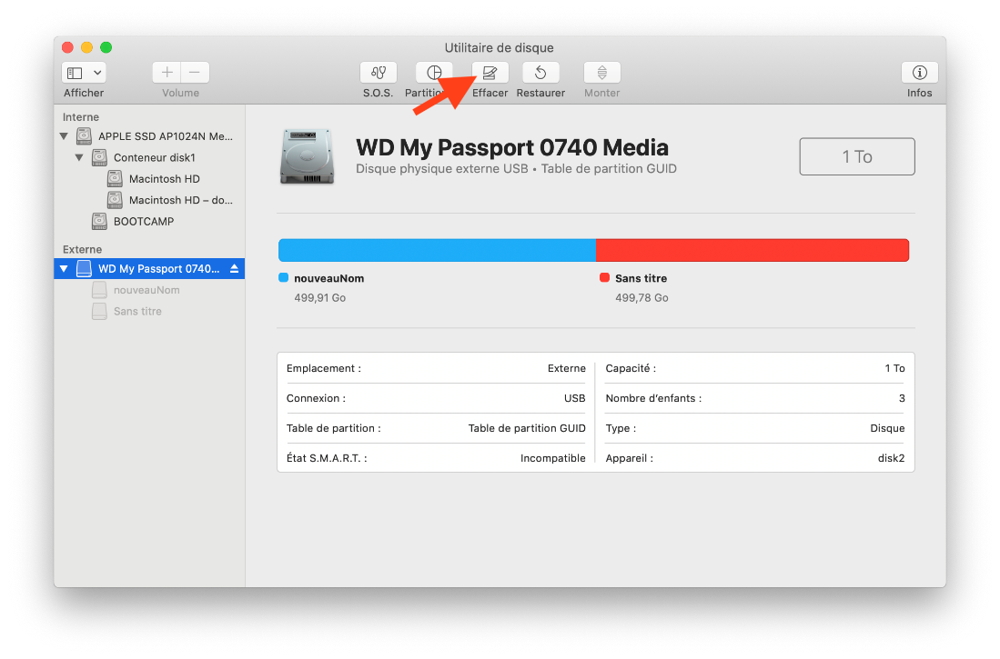 Utilitaire de disque
Afficher
Volume
S.O.S.
Partitio
Effacer
Restaurer
Monter
Infos
Interne
APPLE SSD AP1024N Me...
Conteneur disk1
Macintosh HD
Macintosh HD – do...
BOOTCAMP
Externe
WD My Passport 0740...
nouveauNom
Sans titre
WD My Passport 0740 Media
Disque physique externe USB • Table de partition GUID
1 To
nouveauNom
499,91 Go
Sans titre
499,78 Go
Emplacement : Externe
Capacité : 1 To
Connexion : USB
Nombre d’enfants : 3
Table de partition : Table de partition GUID
Type : Disque
État S.M.A.R.T. : Incompatible
Appareil : disk2